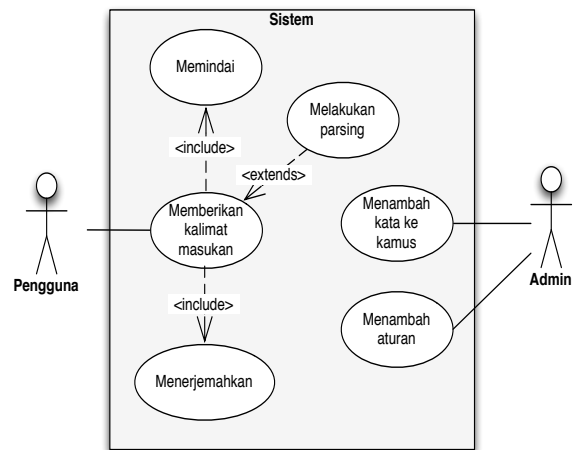 Sistem
Memindai
Melakukan
parsing
<include>
<extends>
Memberikan
kalimat
masukan
Menambah
kata ke
kamus
Pengguna
Admin
<include>
Menambah
aturan
Menerjemahkan